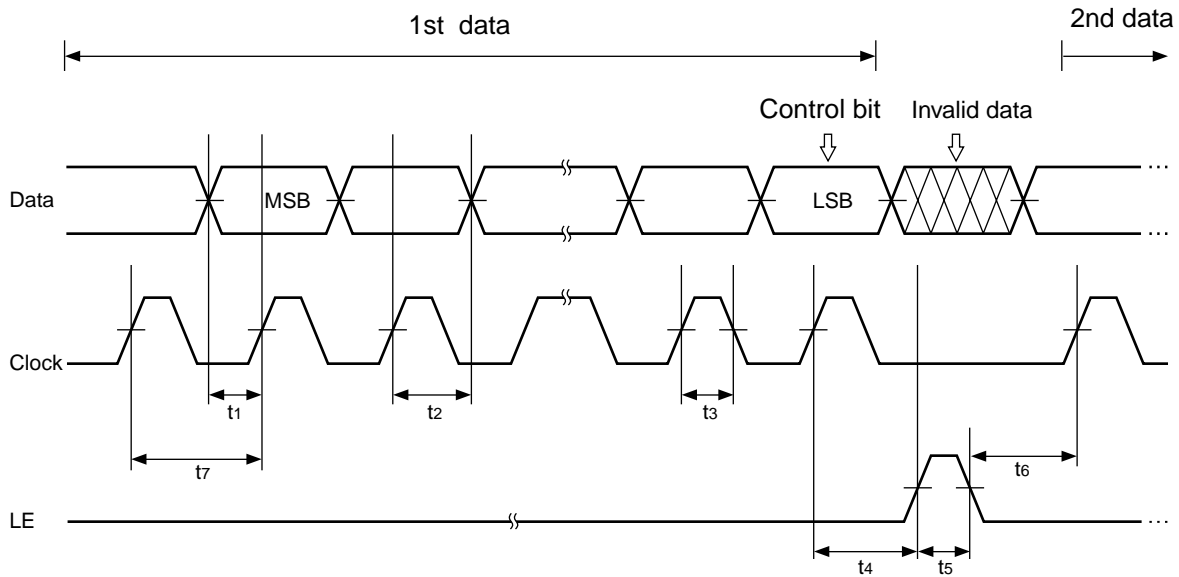 1st data
2nd data
Control bit
Invalid data
Data
MSB
LSB
...
...
Clock
t1
t2
t3
t7
t6
LE
...
t4
t5